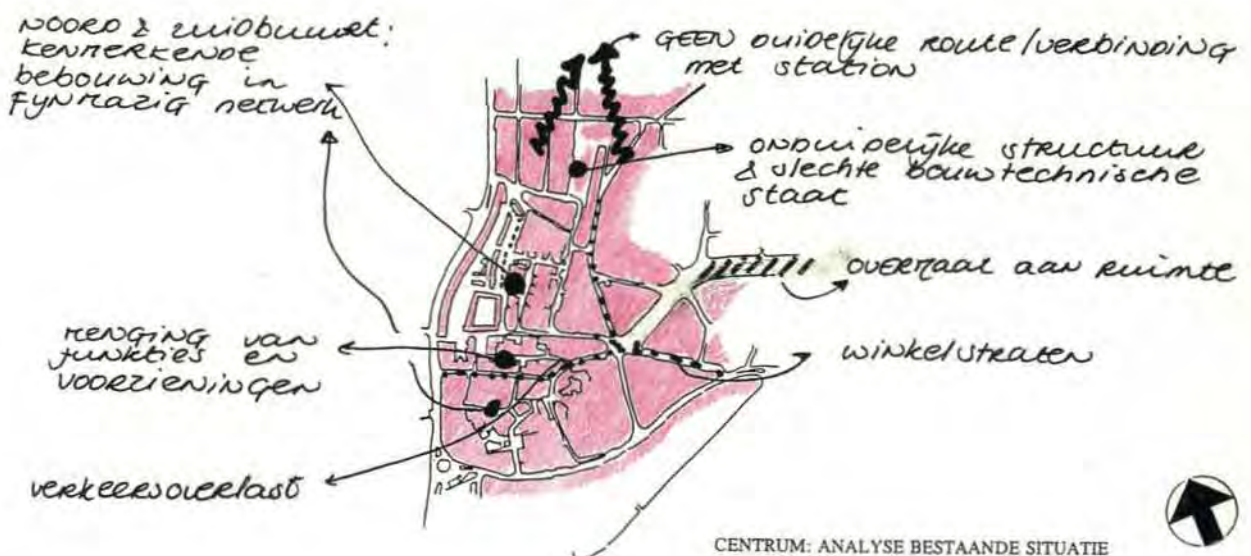 NOORD & ZUIDBUURT:
KENMERKENDE
BEBOUWING in
FYNMAZIG NETWERK
GEEN DUIDELIJKE ROUTE/VERBINDING
MET STATION
ONDUIDELIJKE STRUCTUUR
& SLECHTE BOUWTECHNISCHE
STAAT
OVERMAAT AAN RUIMTE
MENGING VAN
FUNKTIES EN
VOORZIENINGEN
WINKELSTRATEN
VERKEERSOVERLAST
CENTRUM: ANALYSE BESTAANDE SITUATIE